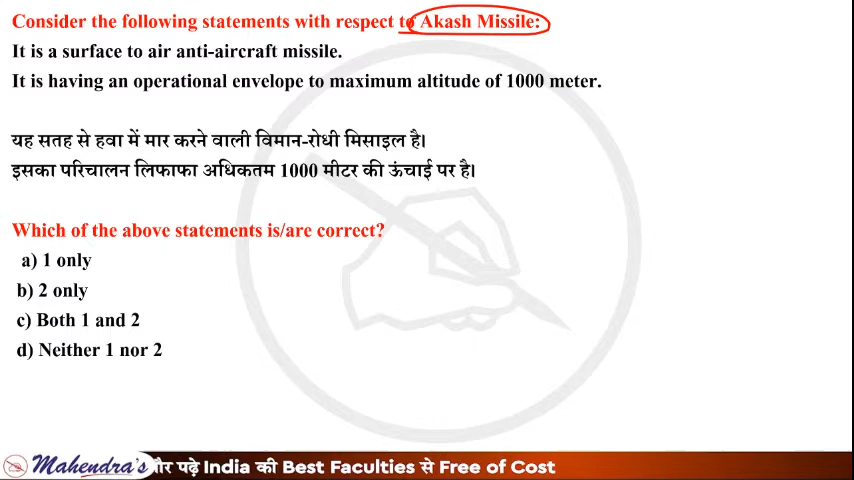 Consider the following statements with respect to Akash Missile:
It is a surface to air anti-aircraft missile.
It is having an operational envelope to maximum altitude of 1000 meter.
यह सतह से हवा में मार करने वाली विमान-रोधी मिसाइल है।
इसका परिचालन लिफाफा अधिकतम 1000 मीटर की ऊंचाई पर है।
Which of the above statements is/are correct?
a) 1 only
b) 2 only
c) Both 1 and 2
d) Neither 1 nor 2
Mahendra's और पढ़े India की Best Faculties से Free of Cost